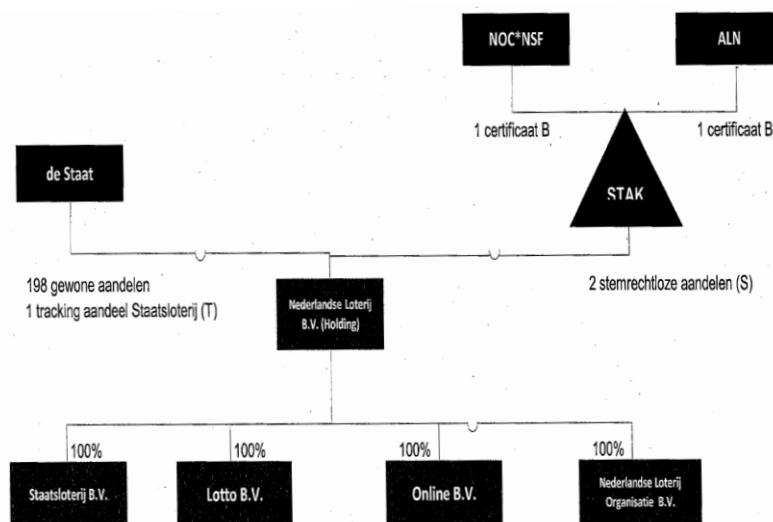 NOC*NSF
ALN
1 certificaat B
1 certificaat B
de Staat
STAK
198 gewone aandelen
1 tracking aandeel Staatsloterij (T)
2 stemrechtloze aandelen (S)
Nederlandse Loterij
B.V. (Holding)
100%
100%
100%
100%
Staatsloterij B.V.
Lotto B.V.
Online B.V.
Nederlandse Loterij
Organisatie B.V.